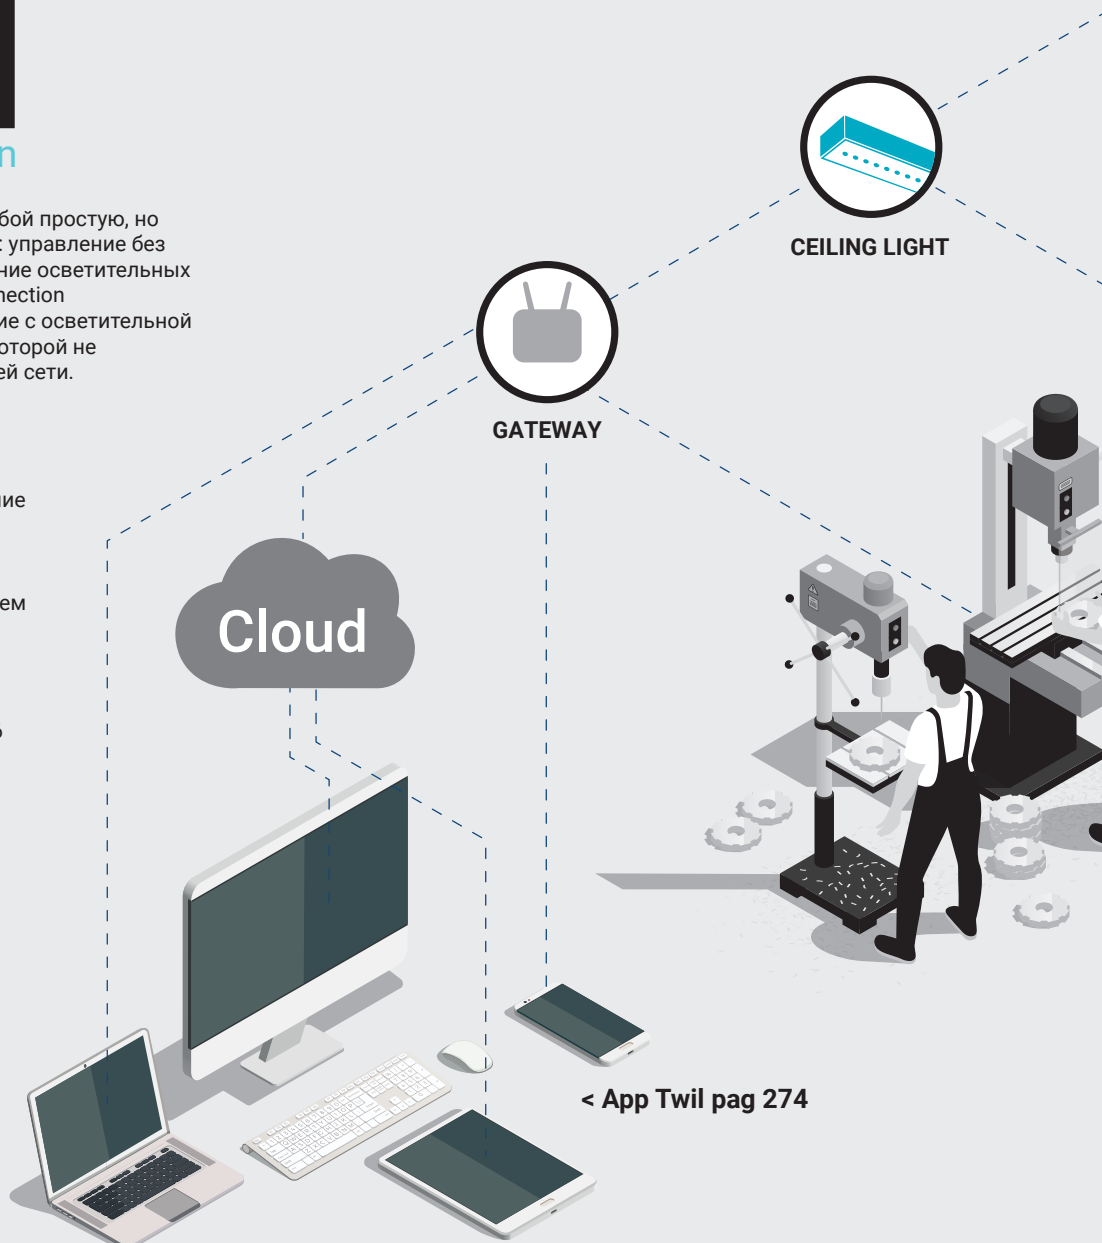 n
бой простую, но
: управление без
ние осветительных
nection
ие с осветительной
оторой не
ей сети.
ние
ем
CEILING LIGHT
GATEWAY
Cloud
< App Twil pag 274